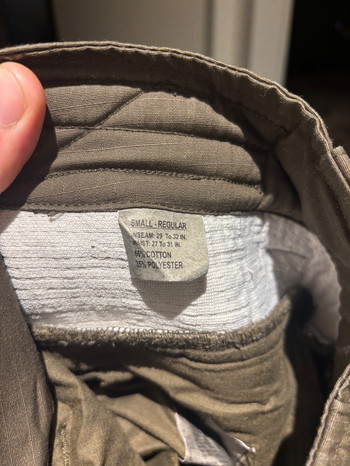 SMALL - REGULAR
INSEAM: 29 To 32 IN.
WAIST: 27 To 31 IN.
65%COTTON
35%POLYESTER